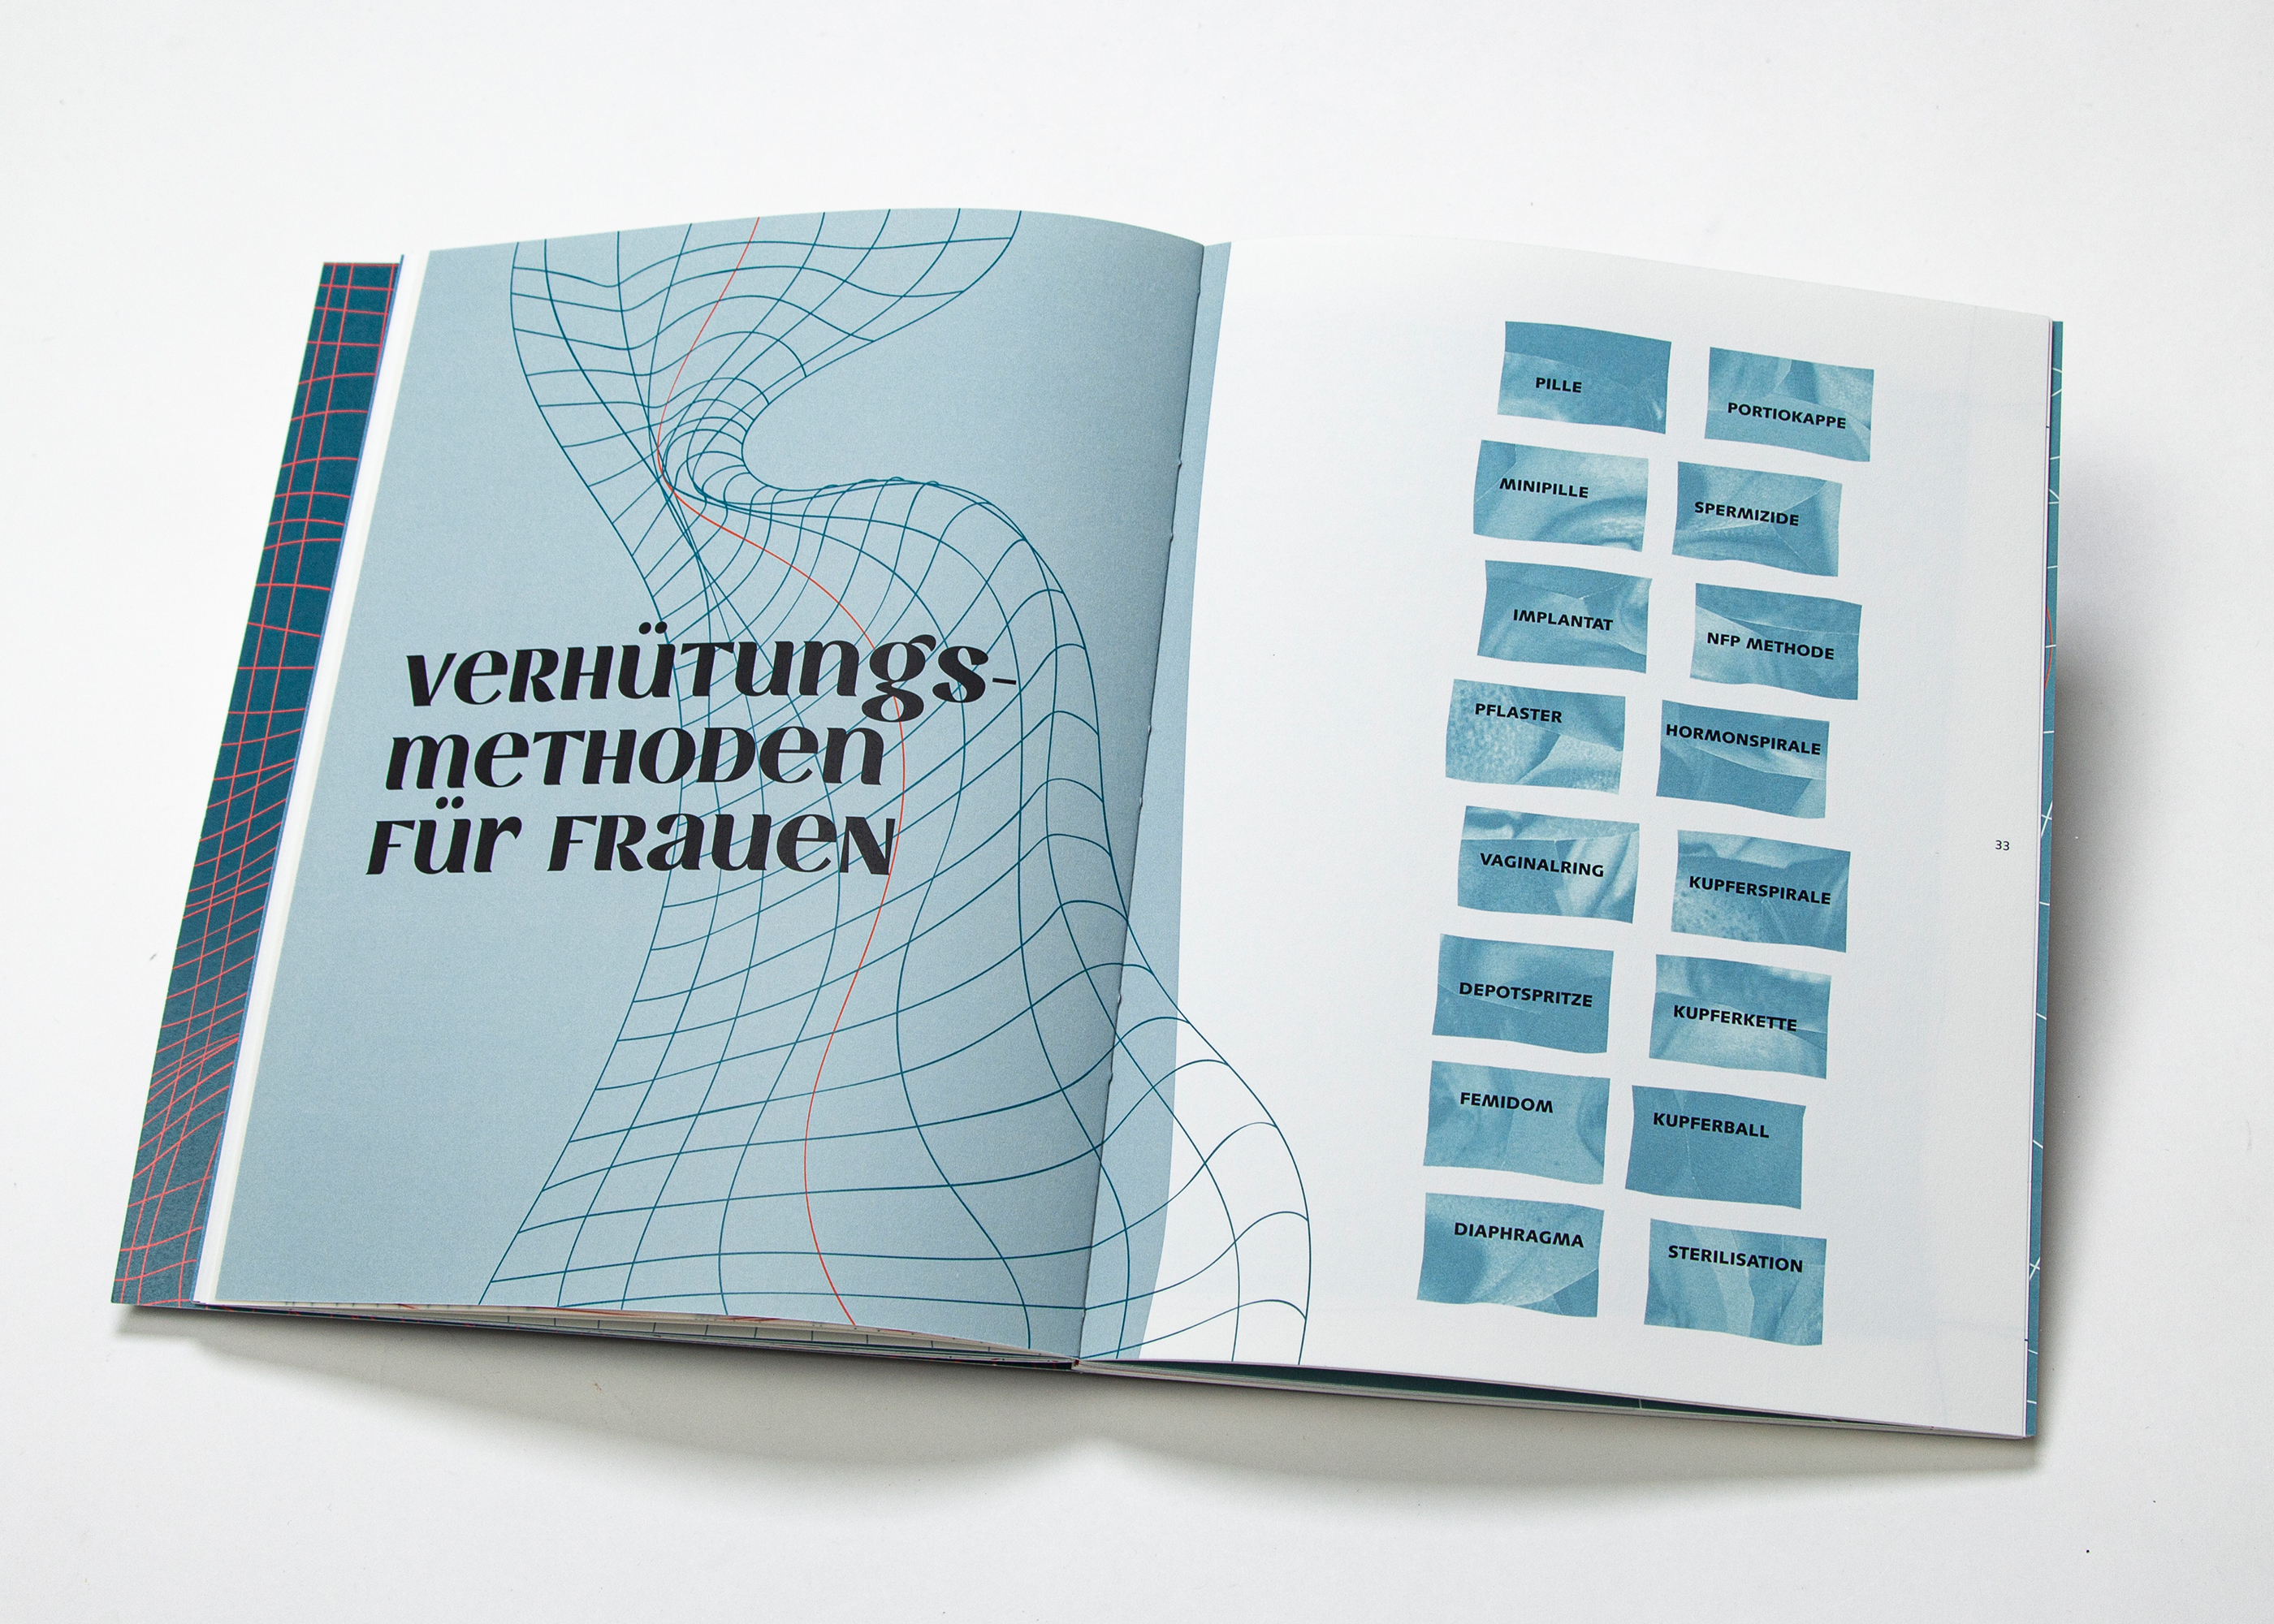 VERHÜTUNGS-
METHODEN
FÜR FRAUEN
PILLE
MINIPILLE
IMPLANTAT
PFLASTER
VAGINALRING
DEPOTSPRITZE
FEMIDOM
DIAPHRAGMA
PORTIOKAPPE
SPERMIZIDE
NFP METHODE
HORMONSPIRALE
KUPFERSPIRALE
KUPFERKETTE
KUPFERBALL
STERILISATION
33